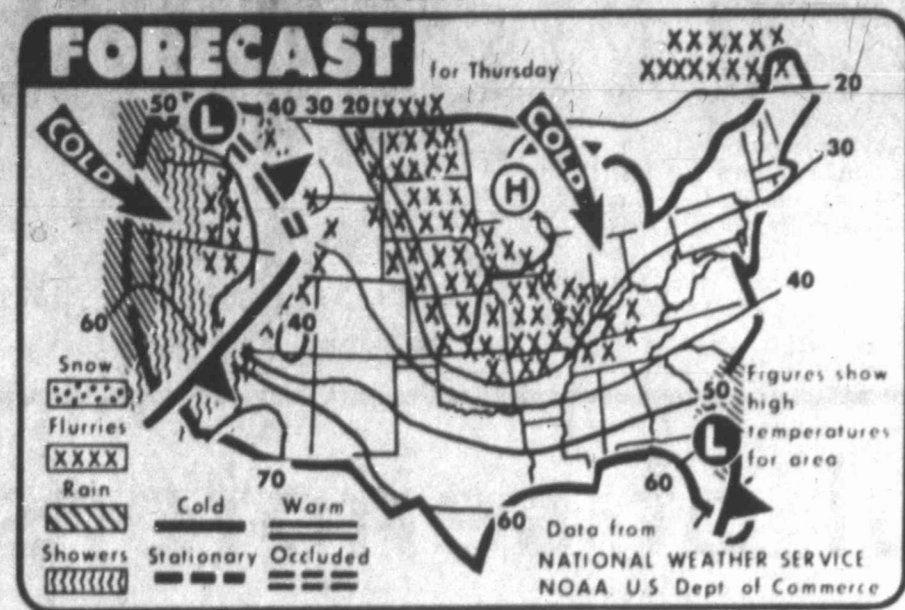 FORECAST
for Thursday
50 L 40 30 20
20
COLD
COLD
H
30
40
60
40
Snow
Flurries
XXXX
Rain
Showers
50
Figures show
high
temperatures
for area
L
70
60
60
Cold
Warm
Stationary
Occluded
Data from
NATIONAL WEATHER SERVICE
NOAA U.S. Dept of Commerce